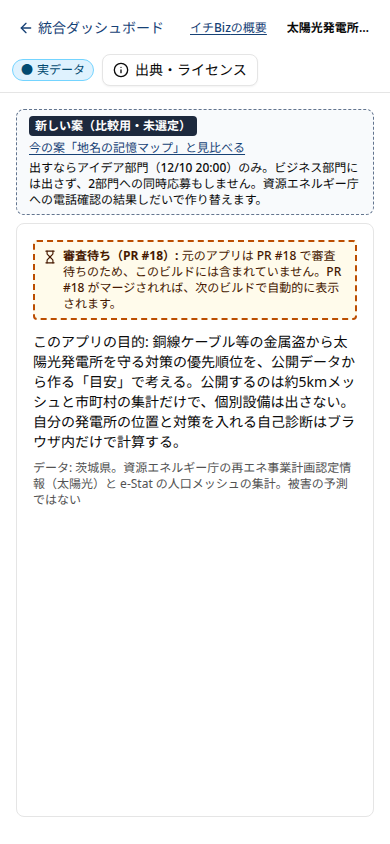 ← 統合ダッシュボード イチBizの概要 太陽光発電所…
実データ 出典・ライセンス
新しい案（比較用・未選定）
今の案「地名の記憶マップ」と見比べる
出すならアイデア部門（12/10 20:00）のみ。ビジネス部門に
は出さず、2部門への同時応募もしません。資源エネルギー庁
への電話確認の結果しだいで作り替えます。
審査待ち（PR #18）: 元のアプリは PR #18 で審査
待ちのため、このビルドには含まれていません。PR
#18 がマージされれば、次のビルドで自動的に表示
されます。
このアプリの目的: 銅線ケーブル等の金属盗から太
陽光発電所を守る対策の優先順位を、公開データか
ら作る「目安」で考える。公開するのは約5kmメッ
シュと市町村の集計だけで、個別設備は出さない。
自分の発電所の位置と対策を入れる自己診断はブラ
ウザ内だけで計算する。
データ: 茨城県。資源エネルギー庁の再エネ事業計画認定情
報（太陽光）と e-Stat の人口メッシュの集計。被害の予測
ではない